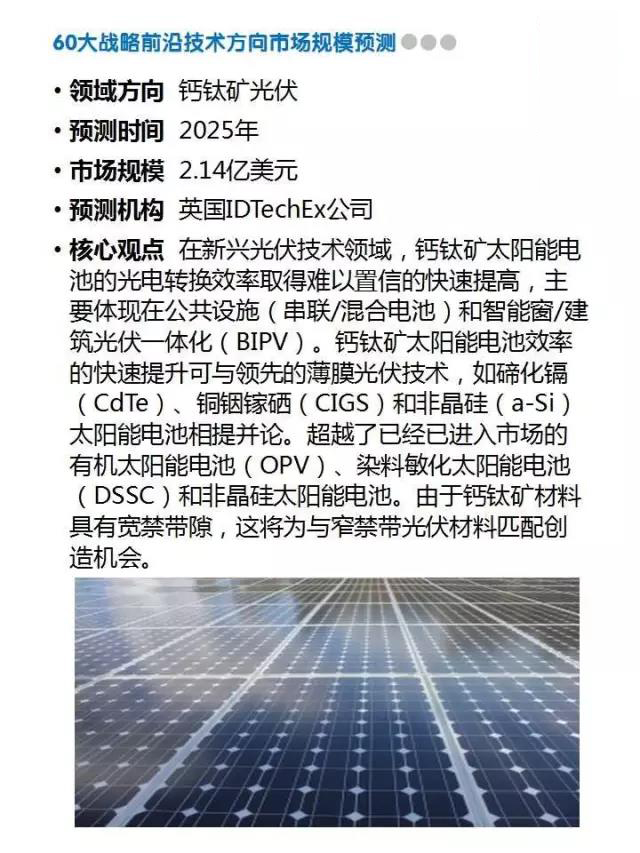 60大战略前沿技术方向市场规模预测
• 领域方向 钙钛矿光伏
• 预测时间 2025年
• 市场规模 2.14亿美元
• 预测机构 英国IDTechEx公司
• 核心观点 在新兴光伏技术领域，钙钛矿太阳能电
池的光电转换效率取得难以置信的快速提高，主
要体现在公共设施（串联/混合电池）和智能窗/建
筑光伏一体化（BIPV）。钙钛矿太阳能电池效率
的快速提升可与领先的薄膜光伏技术，如碲化镉
（CdTe）、铜铟镓硒（CIGS）和非晶硅（a-Si）
太阳能电池相提并论。超越了已经已进入市场的
有机太阳能电池（OPV）、染料敏化太阳能电池
（DSSC）和非晶硅太阳能电池。由于钙钛矿材料
具有宽禁带隙，这将为与窄禁带光伏材料匹配创
造机会。